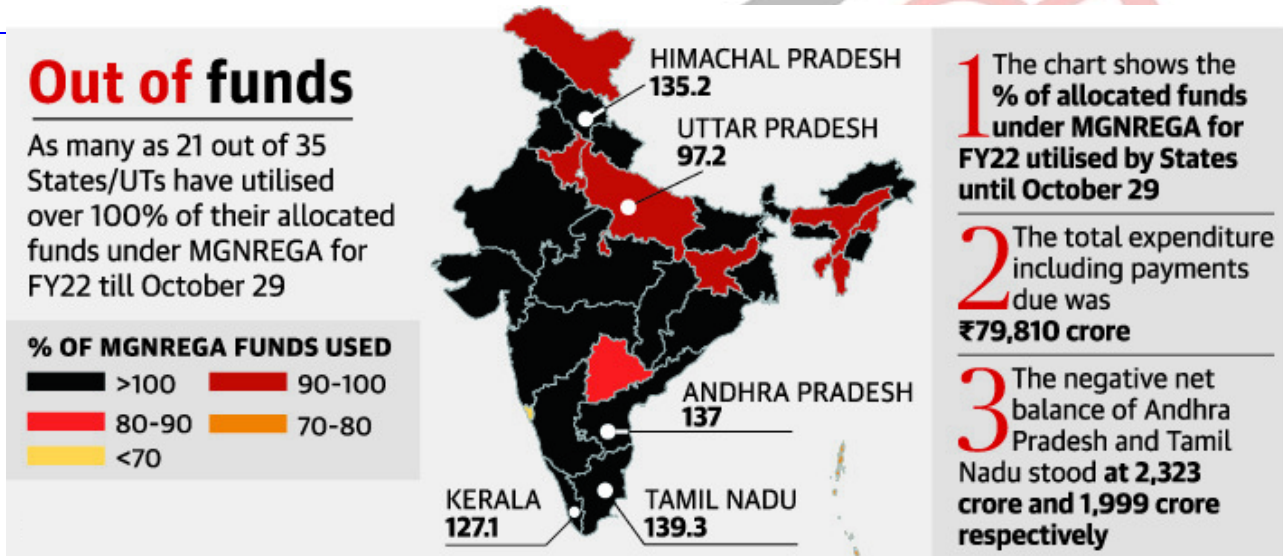 Out of funds
As many as 21 out of 35
States/UTs have utilised
over 100% of their allocated
funds under MGNREGA for
FY22 till October 29
% OF MGNREGA FUNDS USED
>100
90-100
80-90
70-80
<70
HIMACHAL PRADESH
135.2
UTTAR PRADESH
97.2
ANDHRA PRADESH
137
KERALA
127.1
TAMIL NADU
139.3
1 The chart shows the
% of allocated funds
under MGNREGA for
FY22 utilised by States
until October 29
2 The total expenditure
including payments
due was
₹79,810 crore
3 The negative net
balance of Andhra
Pradesh and Tamil
Nadu stood at 2,323
crore and 1,999 crore
respectively